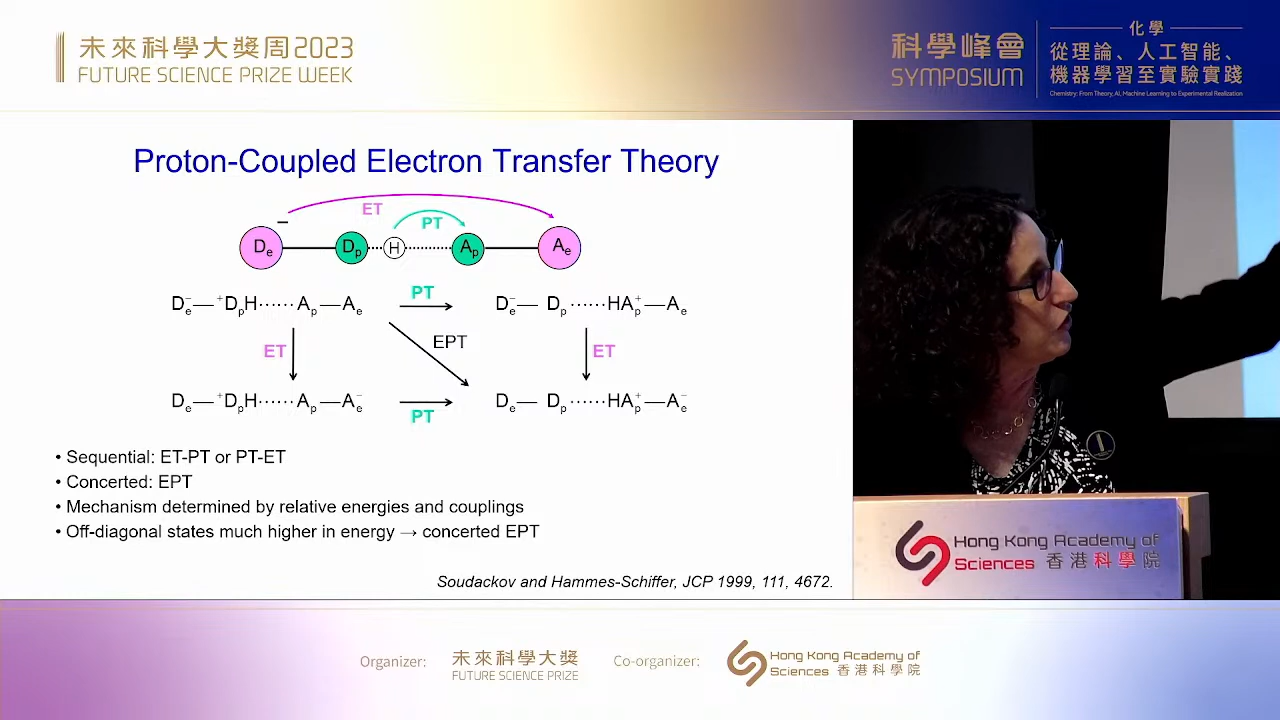 未來科學大獎周2023
FUTURE SCIENCE PRIZE WEEK
科學峰會
SYMPOSIUM
化學
從理論、人工智能、
機器學習至實驗實踐
Chemistry: From Theory, AI, Machine Learning to Experimental Realization
Proton-Coupled Electron Transfer Theory
ET
PT
−
Dₑ Dₚ H Aₚ Aₑ
Dₑ⁻—⁺DₚH······Aₚ—Aₑ PT Dₑ⁻— Dₚ······HAₚ⁺—Aₑ
ET EPT ET
Dₑ—⁺DₚH······Aₚ—Aₑ⁻ PT Dₑ— Dₚ······HAₚ⁺—Aₑ⁻
• Sequential: ET-PT or PT-ET
• Concerted: EPT
• Mechanism determined by relative energies and couplings
• Off-diagonal states much higher in energy → concerted EPT
Soudackov and Hammes-Schiffer, JCP 1999, 111, 4672.
Hong Kong Academy of
Sciences 香港科學院
Organizer:
未來科學大獎
FUTURE SCIENCE PRIZE
Co-organizer:
Hong Kong Academy of
Sciences 香港科學院